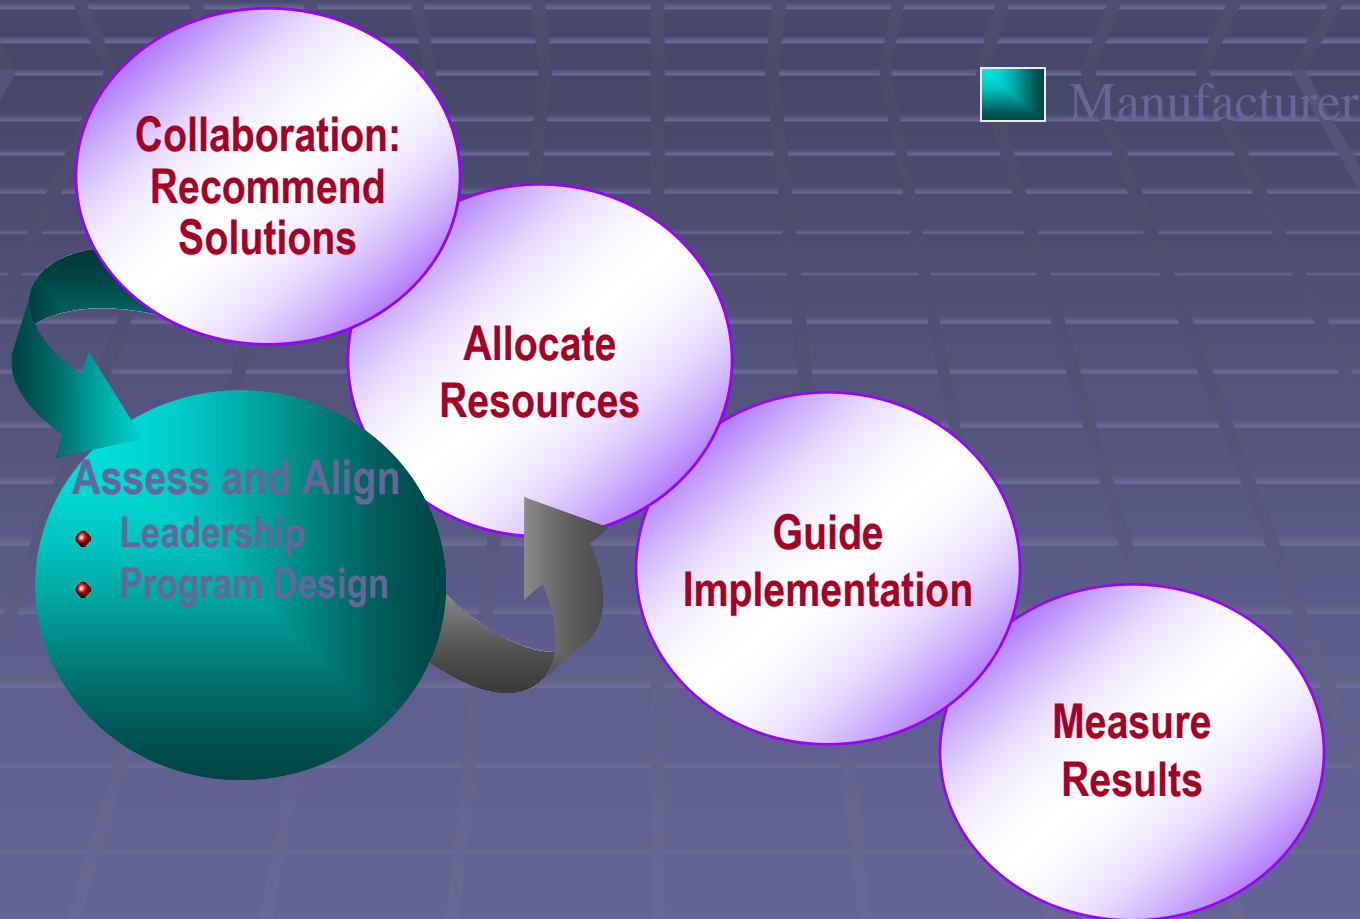 Manufacturer
Collaboration:
Recommend
Solutions
Allocate
Resources
Assess and Align
Leadership
Program Design
Guide
Implementation
Measure
Results